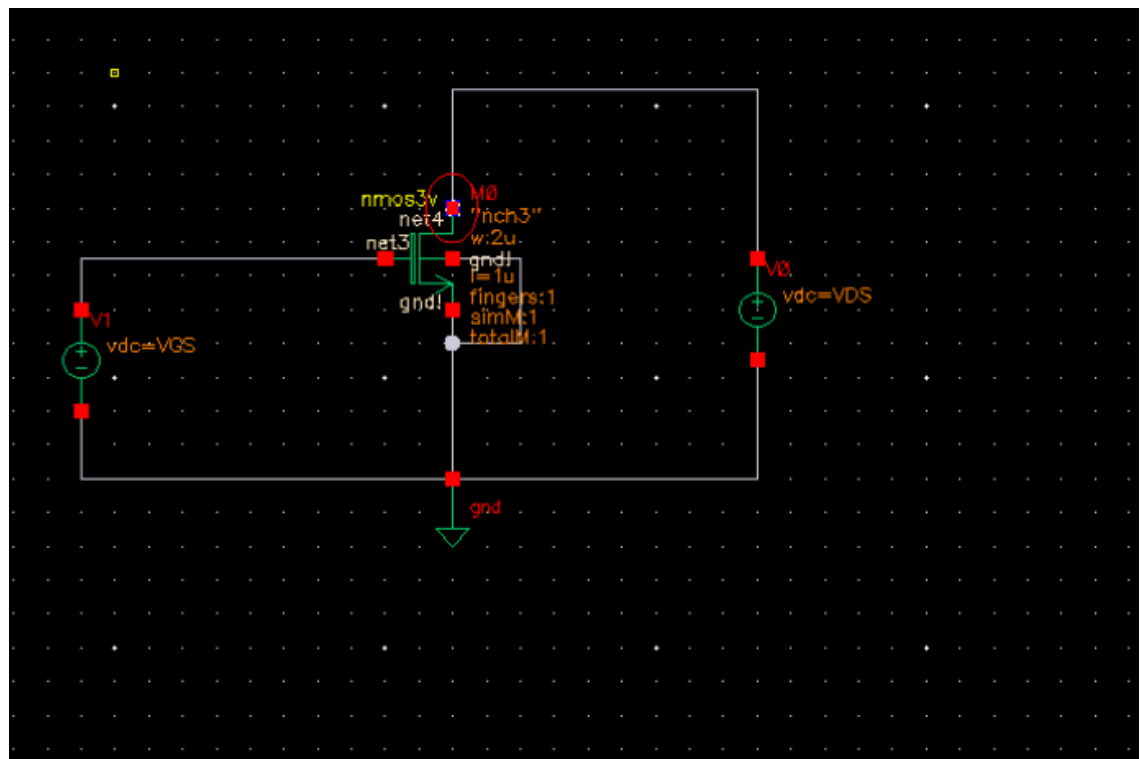 nmos3v
M0
net4
"nch3"
w:2u
net3
gnd!
l=1u
fingers:1
gnd!
simM:1
totalM:1
V0
vdc=VDS
V1
vdc=VGS
gnd